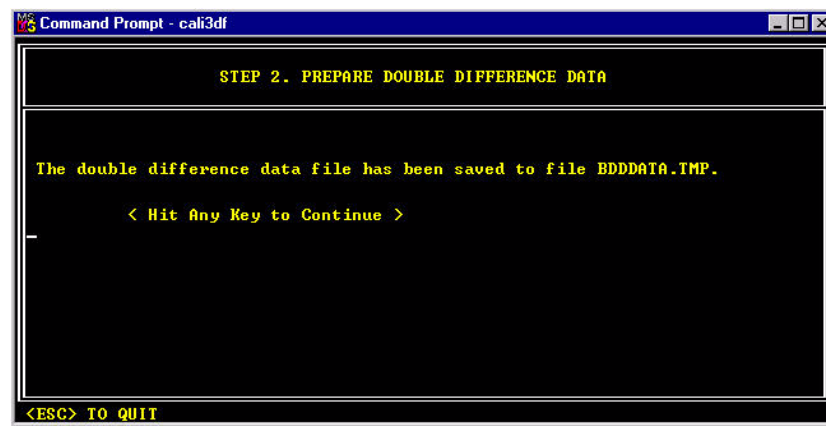 Command Prompt - cali3df
STEP 2. PREPARE DOUBLE DIFFERENCE DATA
The double difference data file has been saved to file BDDDATA.TMP.
< Hit Any Key to Continue >
<ESC> TO QUIT